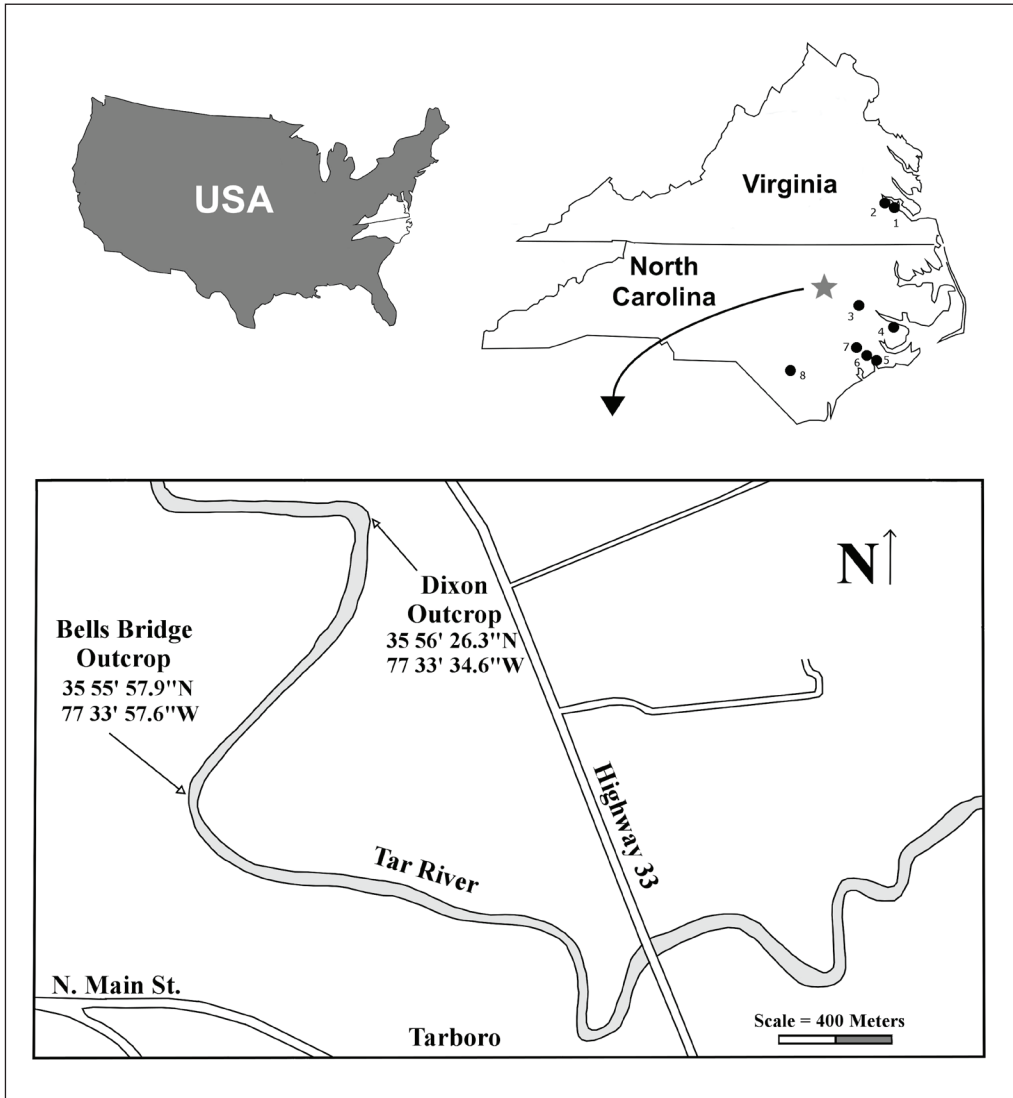 USA
Virginia
North
Carolina
2
1
3
4
7
6
5
8
N
Dixon
Outcrop
35 56' 26.3"N
77 33' 34.6"W
Bells Bridge
Outcrop
35 55' 57.9"N
77 33' 57.6"W
Highway 33
Tar River
N. Main St.
Tarboro
Scale = 400 Meters